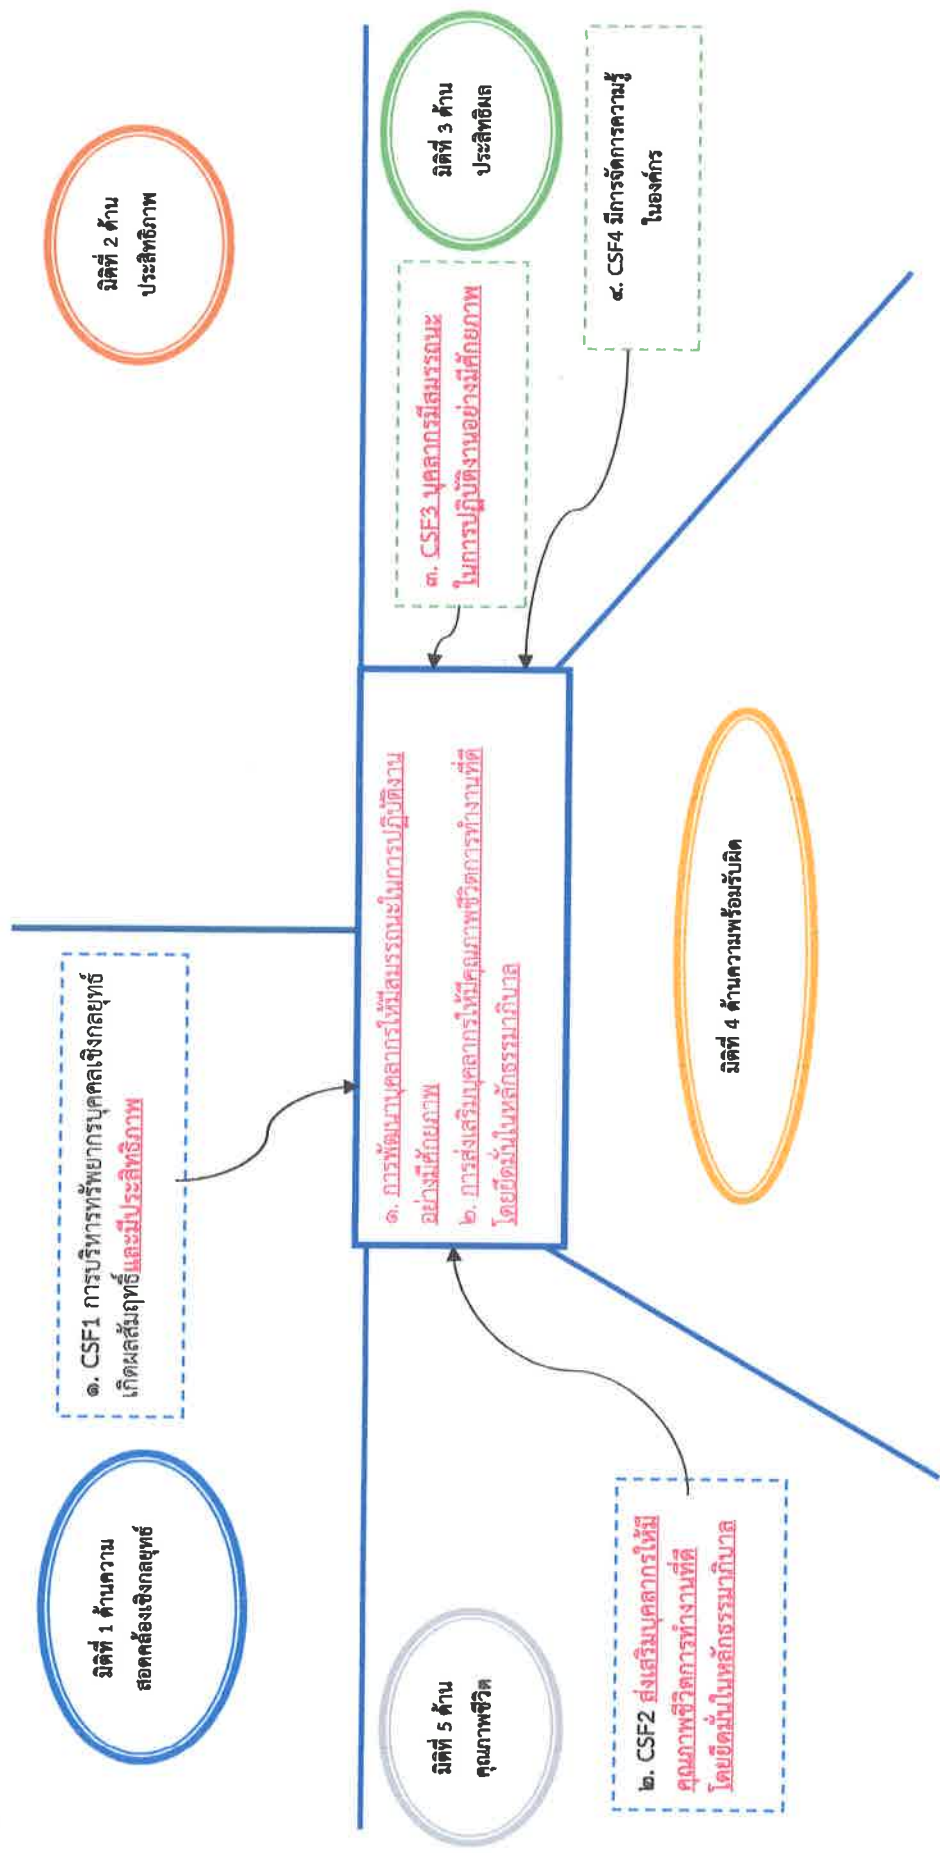 มิติที่ 1 ด้านความ
สอดคล้องเชิงกลยุทธ์
๑. CSF1 การบริหารทรัพยากรบุคคลเชิงกลยุทธ์
เกิดผลสัมฤทธิ์และมีประสิทธิภาพ
มิติที่ 2 ด้าน
ประสิทธิภาพ
มิติที่ 5 ด้าน
คุณภาพชีวิต
๑. การพัฒนาบุคลากรให้มีสมรรถนะในการปฏิบัติงาน
อย่างมีศักยภาพ
๒. การส่งเสริมบุคลากรให้มีคุณภาพชีวิตการทำงานที่ดี
โดยยึดมั่นในหลักธรรมาภิบาล
๓. CSF3 บุคลากรมีสมรรถนะ
ในการปฏิบัติงานอย่างมีศักยภาพ
มิติที่ 3 ด้าน
ประสิทธิผล
๔. CSF4 มีการจัดการความรู้
ในองค์กร
๒. CSF2 ส่งเสริมบุคลากรให้มี
คุณภาพชีวิตการทำงานที่ดี
โดยยึดมั่นในหลักธรรมาภิบาล
มิติที่ 4 ด้านความพร้อมรับผิด